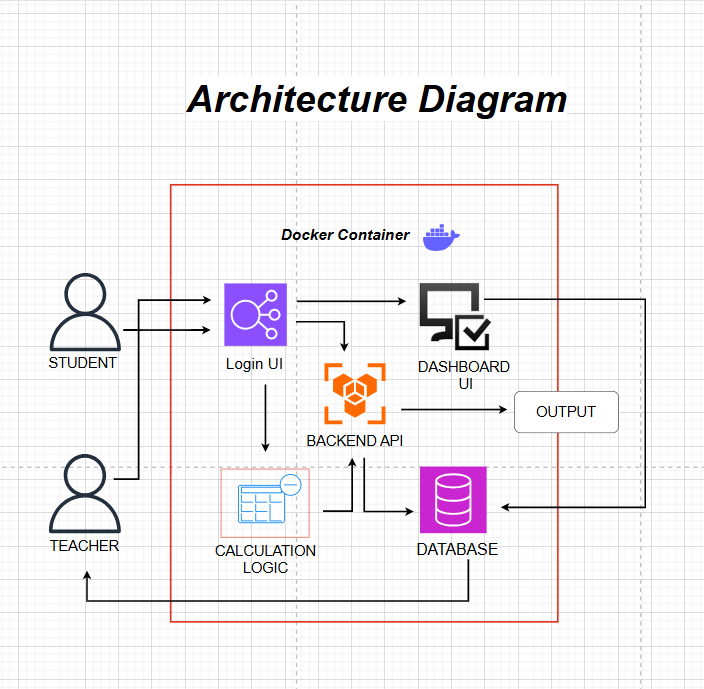 Architecture Diagram
Docker Container
STUDENT
Login UI
DASHBOARD
UI
BACKEND API
OUTPUT
TEACHER
CALCULATION
LOGIC
DATABASE